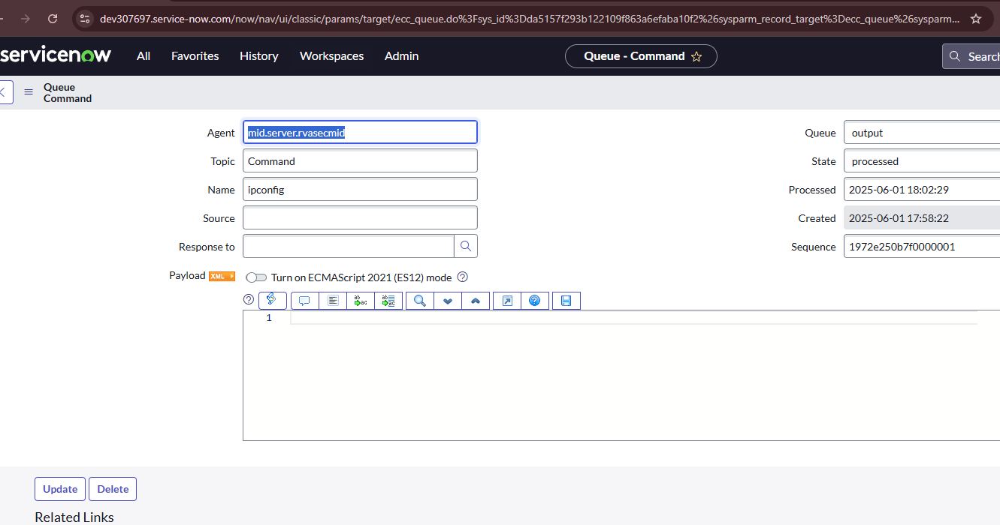 dev307697.service-now.com/now/nav/ui/classic/params/target/ecc_queue.do%3Fsys_id%3Dda5157f293b122109f863a6efaba10f2%26sysparm_record_target%3Decc_queue%26sysparm...
servicenow All Favorites History Workspaces Admin Queue - Command Search
Queue
Command
Agent mid.server.rvasecmid Queue output
Topic Command State processed
Name ipconfig Processed 2025-06-01 18:02:29
Source Created 2025-06-01 17:58:22
Response to Sequence 1972e250b7f0000001
Payload XML Turn on ECMAScript 2021 (ES12) mode
1
Update Delete
Related Links